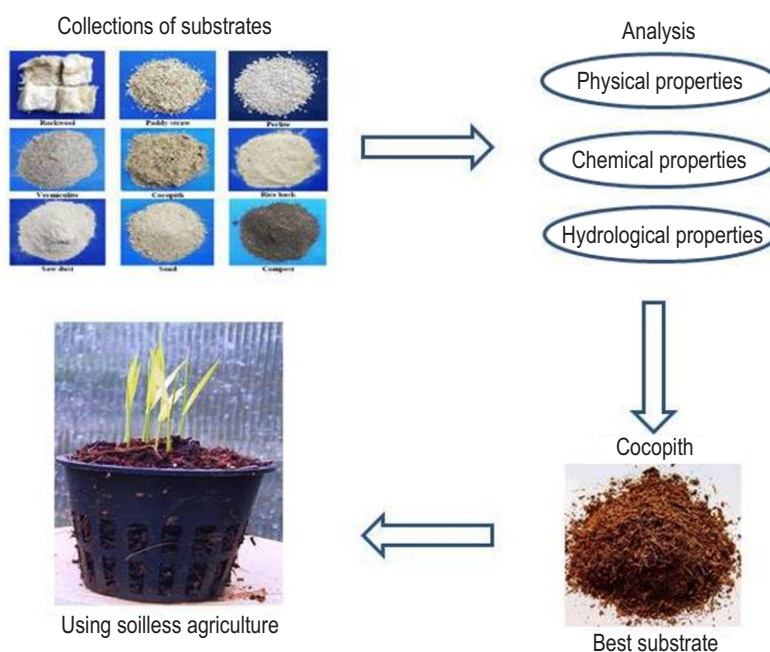 Collections of substrates
Rockwool
Paddy straw
Perlite
Vermiculite
Cocopith
Rice husk
Saw dust
Sand
Compost
Analysis
Physical properties
Chemical properties
Hydrological properties
Cocopith
Best substrate
Using soilless agriculture